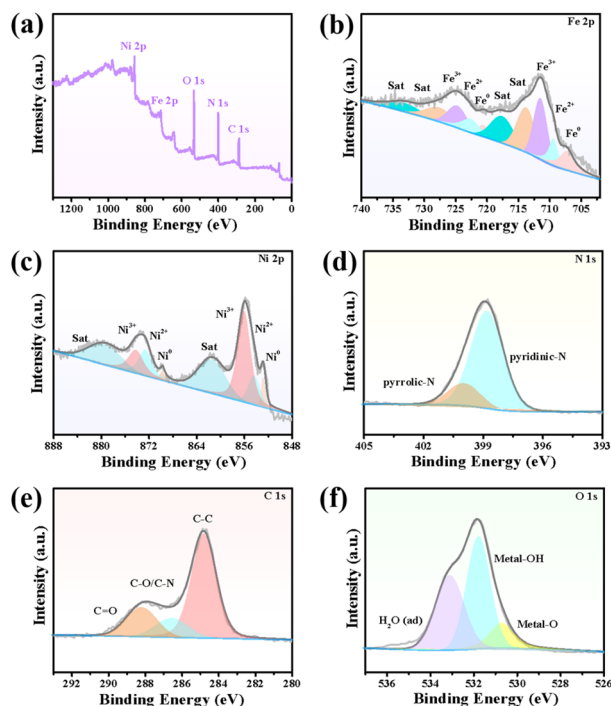 (a)
Ni 2p
Fe 2p
O 1s
N 1s
C 1s
Intensity (a.u.)
1200 1000 800 600 400 200 0
Binding Energy (eV)
(b)
Fe 2p
Sat Sat Fe³⁺ Fe²⁺ Fe⁰ Sat Sat Fe³⁺ Fe²⁺ Fe⁰
Intensity (a.u.)
740 735 730 725 720 715 710 705
Binding Energy (eV)
(c)
Ni 2p
Sat Ni³⁺ Ni²⁺ Ni⁰ Sat Ni³⁺ Ni²⁺ Ni⁰
Intensity (a.u.)
888 880 872 864 856 848
Binding Energy (eV)
(d)
N 1s
pyrrolic-N
pyridinic-N
Intensity (a.u.)
405 402 399 396 393
Binding Energy (eV)
(e)
C 1s
C-C
C-O/C-N
C=O
Intensity (a.u.)
292 290 288 286 284 282 280
Binding Energy (eV)
(f)
O 1s
Metal-OH
H₂O (ad)
Metal-O
Intensity (a.u.)
536 534 532 530 528 526
Binding Energy (eV)